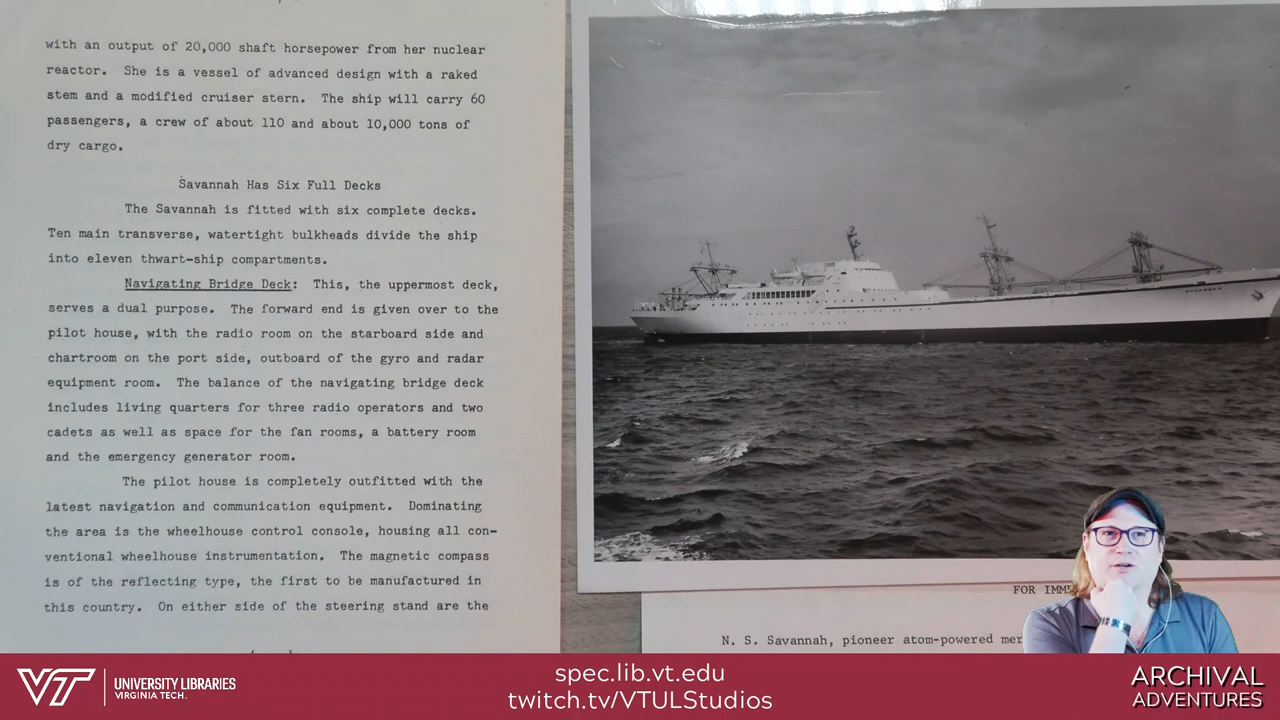 with an output of 20,000 shaft horsepower from her nuclear
reactor. She is a vessel of advanced design with a raked
stem and a modified cruiser stern. The ship will carry 60
passengers, a crew of about 110 and about 10,000 tons of
dry cargo.
Savannah Has Six Full Decks
The Savannah is fitted with six complete decks.
Ten main transverse, watertight bulkheads divide the ship
into eleven thwart-ship compartments.
Navigating Bridge Deck: This, the uppermost deck,
serves a dual purpose. The forward end is given over to the
pilot house, with the radio room on the starboard side and
chartroom on the port side, outboard of the gyro and radar
equipment room. The balance of the navigating bridge deck
includes living quarters for three radio operators and two
cadets as well as space for the fan rooms, a battery room
and the emergency generator room.
The pilot house is completely outfitted with the
latest navigation and communication equipment. Dominating
the area is the wheelhouse control console, housing all con-
ventional wheelhouse instrumentation. The magnetic compass
is of the reflecting type, the first to be manufactured in
this country. On either side of the steering stand are the
FOR IMM
N. S. Savannah, pioneer atom-powered mer
VT UNIVERSITY LIBRARIES
VIRGINIA TECH.
spec.lib.vt.edu
twitch.tv/VTULStudios
ARCHIVAL
ADVENTURES